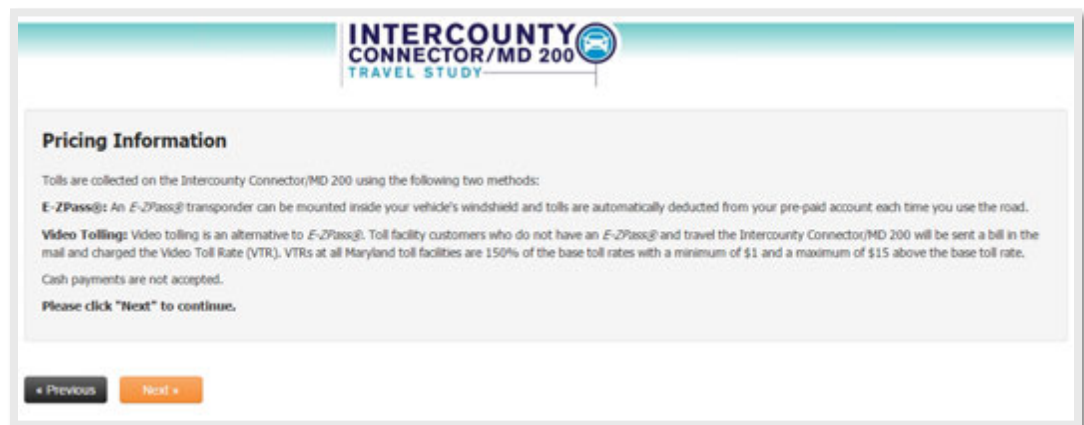 INTERCOUNTY
CONNECTOR/MD 200
TRAVEL STUDY
Pricing Information
Tolls are collected on the Intercounty Connector/MD 200 using the following two methods:
E-ZPass®: An E-ZPass® transponder can be mounted inside your vehicle's windshield and tolls are automatically deducted from your pre-paid account each time you use the road.
Video Tolling: Video tolling is an alternative to E-ZPass®. Toll facility customers who do not have an E-ZPass® and travel the Intercounty Connector/MD 200 will be sent a bill in the
mail and charged the Video Toll Rate (VTR). VTRs at all Maryland toll facilities are 150% of the base toll rates with a minimum of $1 and a maximum of $15 above the base toll rate.
Cash payments are not accepted.
Please click "Next" to continue.
« Previous Next »